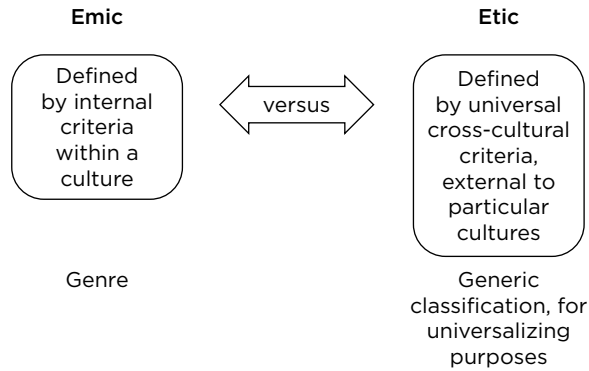 Emic
Etic
Defined
by internal
criteria
within a
culture
versus
Defined
by universal
cross-cultural
criteria,
external to
particular
cultures
Genre
Generic
classification, for
universalizing
purposes